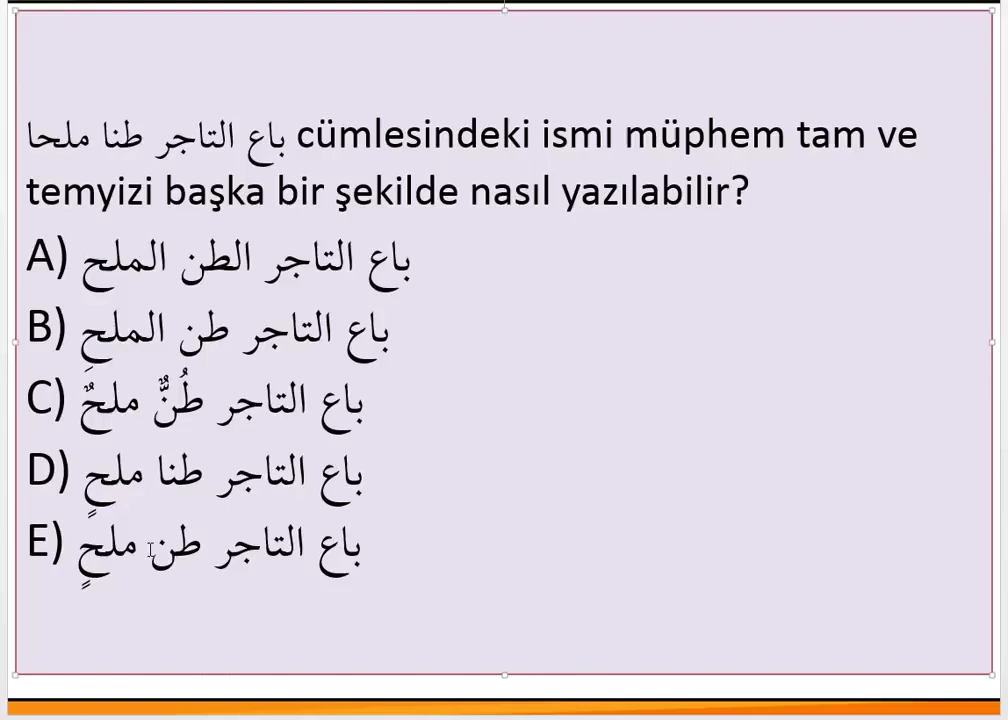 باع التاجر طنا ملحا cümlesindeki ismi müphem tam ve
temyizi başka bir şekilde nasıl yazılabilir?
A) باع التاجر الطن الملح
B) باع التاجر طن الملحِ
C) باع التاجر طُنٌّ ملحٌ
D) باع التاجر طنا ملحٍ
E) باع التاجر طن ملحٍ